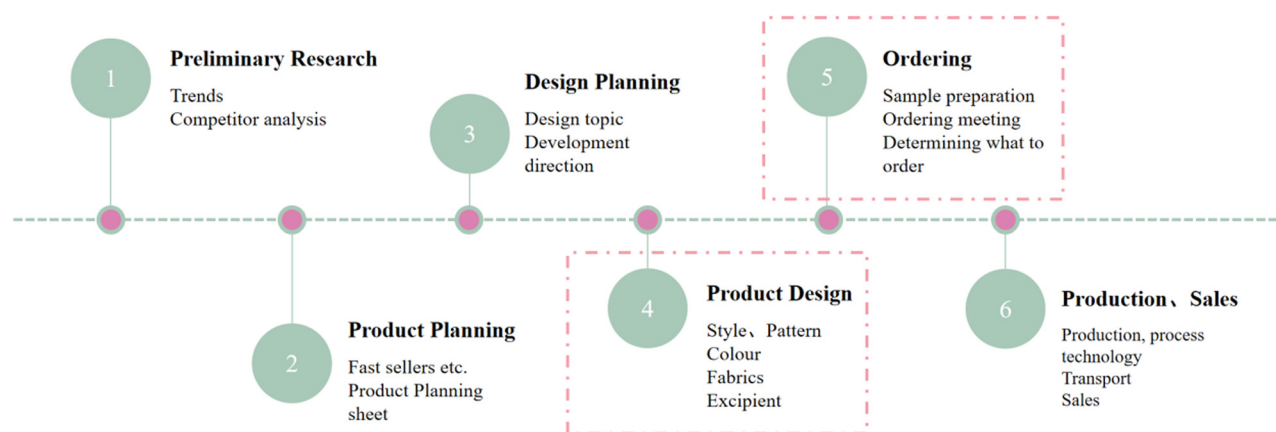 1
Preliminary Research
Trends
Competitor analysis
2
Product Planning
Fast sellers etc.
Product Planning
sheet
3
Design Planning
Design topic
Development
direction
4
Product Design
Style、Pattern
Colour
Fabrics
Excipient
5
Ordering
Sample preparation
Ordering meeting
Determining what to
order
6
Production、Sales
Production, process
technology
Transport
Sales